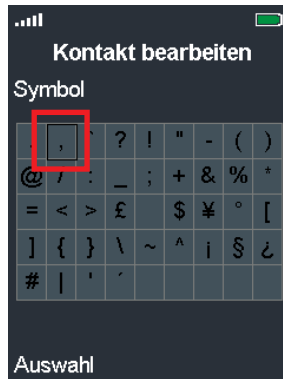 Kontakt bearbeiten
Symbol
. , ' ? ! " - ( )
@ / : _ ; + & % *
= < > £ $ ¥ ° [
] { } \ ~ ^ ¡ § ¿
# | ' ´
Auswahl